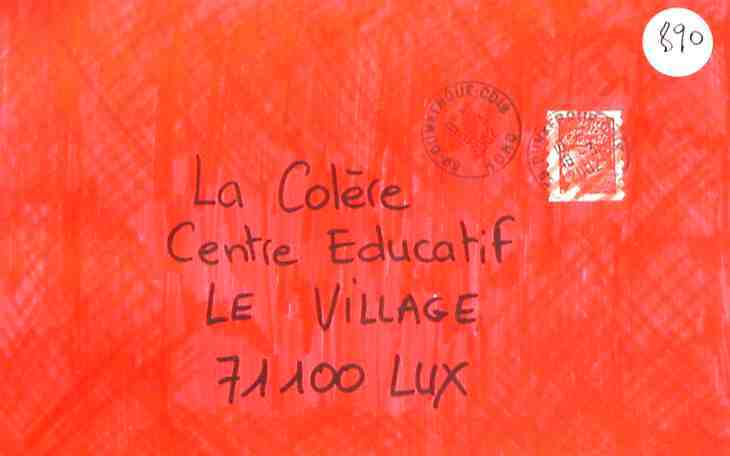 890
La Colère
Centre Educatif
LE VILLAGE
71100 LUX